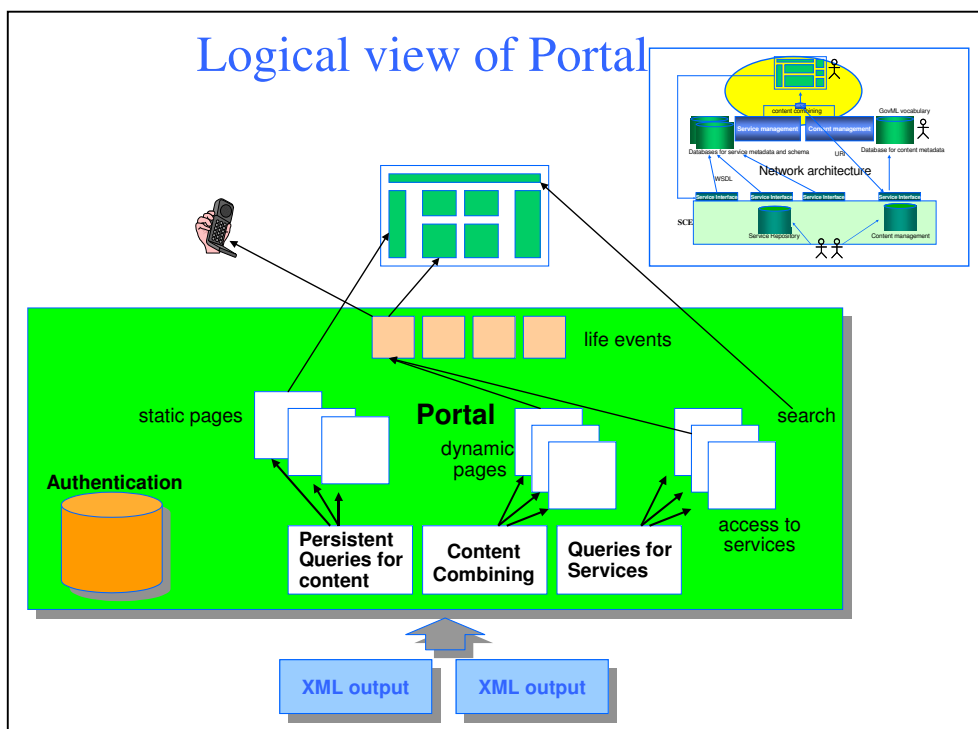 Logical view of Portal
content combining
GovML vocabulary
Service management
Content management
Databases for service metadata and schema
URI
Database for content metadata
Network architecture
WSDL
Service Interface
Service Interface
Service Interface
Service Interface
SCE
Service Repository
Content management
life events
static pages
Portal
search
dynamic
pages
Authentication
access to
services
Persistent
Queries for
content
Content
Combining
Queries for
Services
XML output
XML output